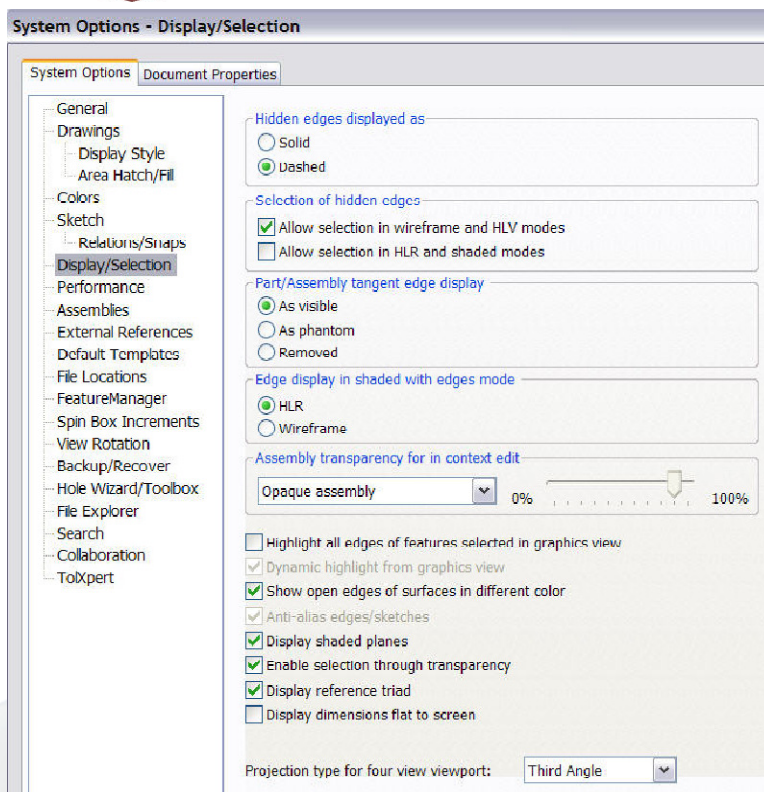 System Options - Display/Selection
System Options
Document Properties
General
Drawings
Display Style
Area Hatch/Fill
Colors
Sketch
Relations/Snaps
Display/Selection
Performance
Assemblies
External References
Default Templates
File Locations
FeatureManager
Spin Box Increments
View Rotation
Backup/Recover
Hole Wizard/Toolbox
File Explorer
Search
Collaboration
TolXpert
Hidden edges displayed as
Solid
Dashed
Selection of hidden edges
Allow selection in wireframe and HLV modes
Allow selection in HLR and shaded modes
Part/Assembly tangent edge display
As visible
As phantom
Removed
Edge display in shaded with edges mode
HLR
Wireframe
Assembly transparency for in context edit
Opaque assembly
0%
100%
Highlight all edges of features selected in graphics view
Dynamic highlight from graphics view
Show open edges of surfaces in different color
Anti-alias edges/sketches
Display shaded planes
Enable selection through transparency
Display reference triad
Display dimensions flat to screen
Projection type for four view viewport: Third Angle